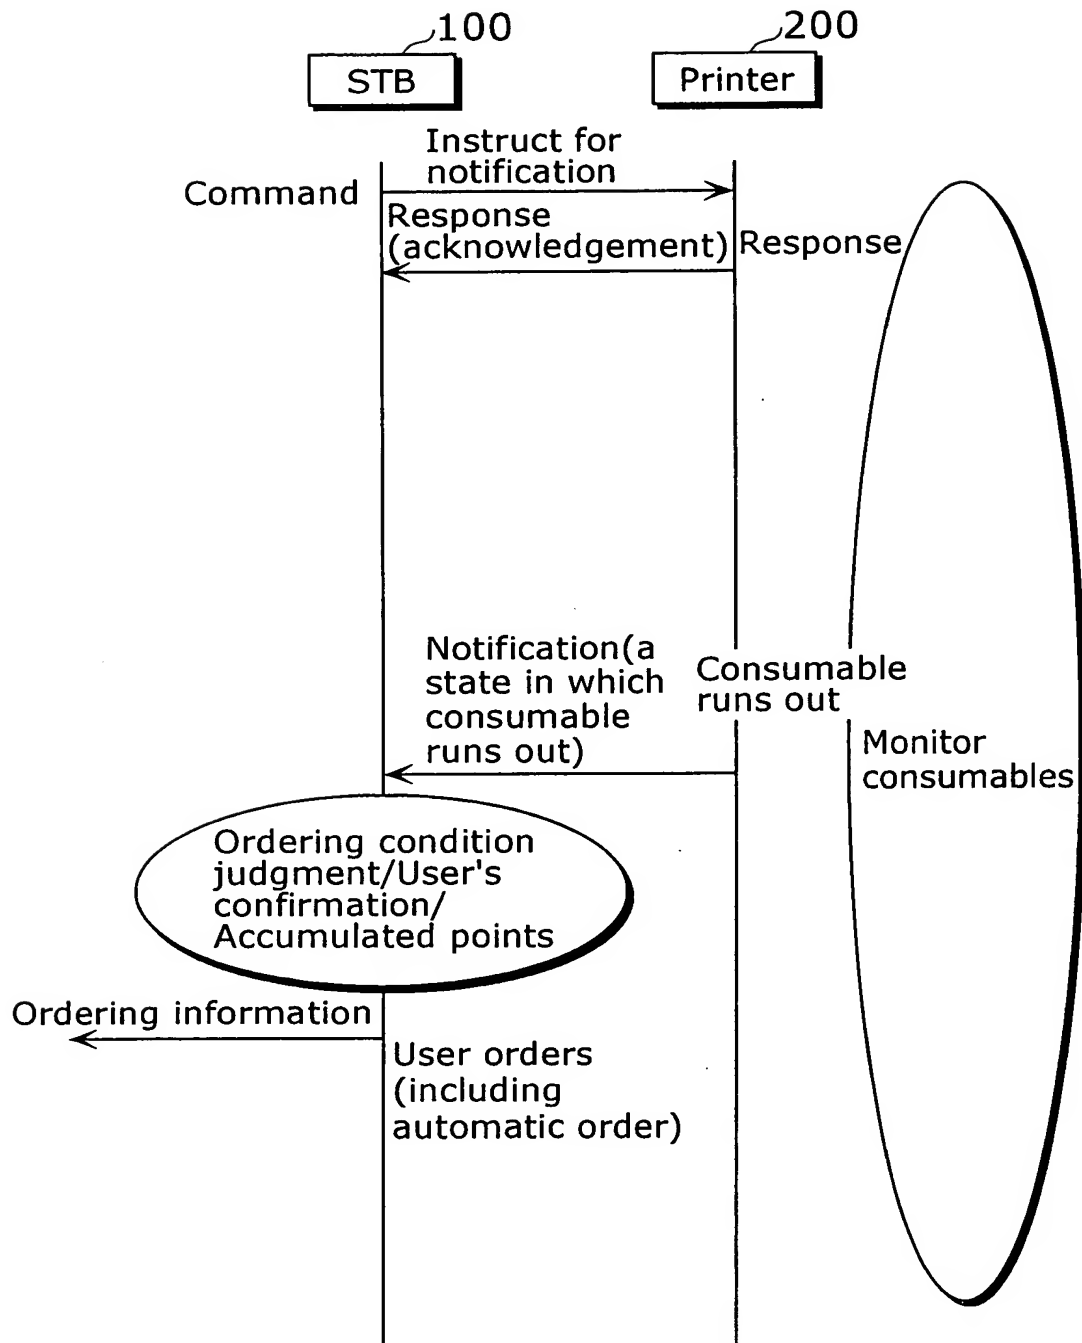 100
200
STB
Printer
Instruct for
notification
Command
Response
(acknowledgement)
Response
Notification(a
state in which
consumable
runs out)
Consumable
runs out
Monitor
consumables
Ordering condition
judgment/User's
confirmation/
Accumulated points
Ordering information
User orders
(including
automatic order)